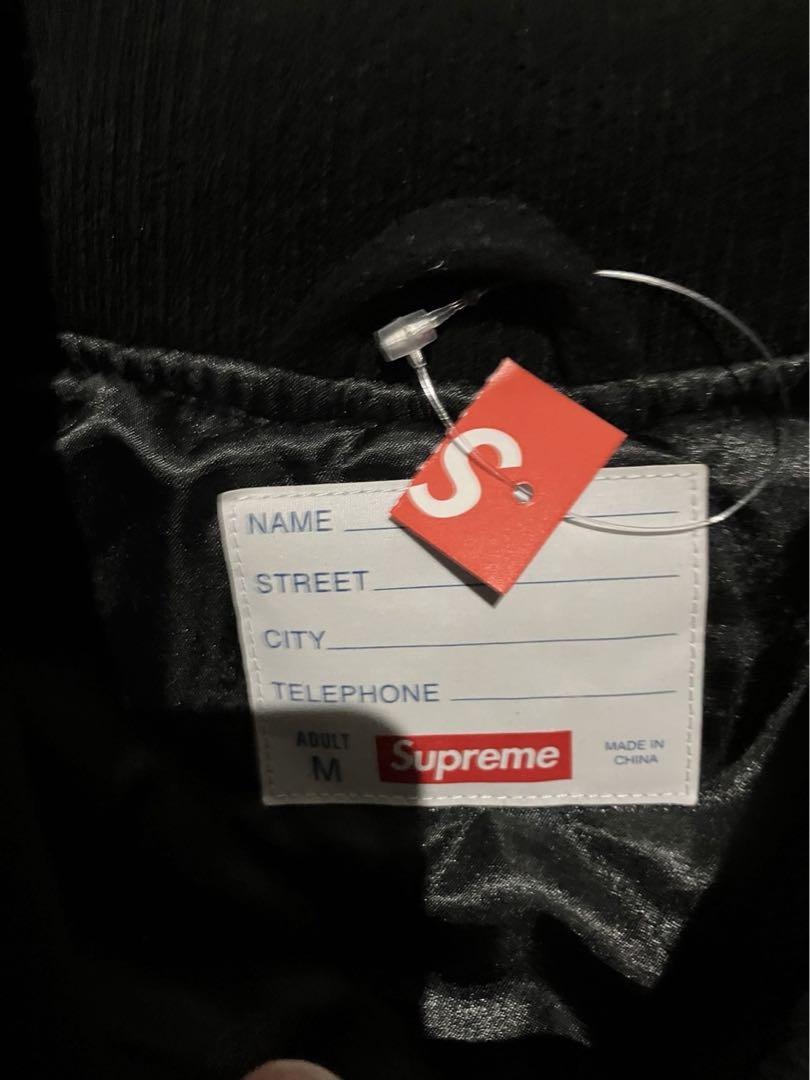 S
NAME
STREET
CITY
TELEPHONE
ADULT
M
Supreme
MADE IN
CHINA